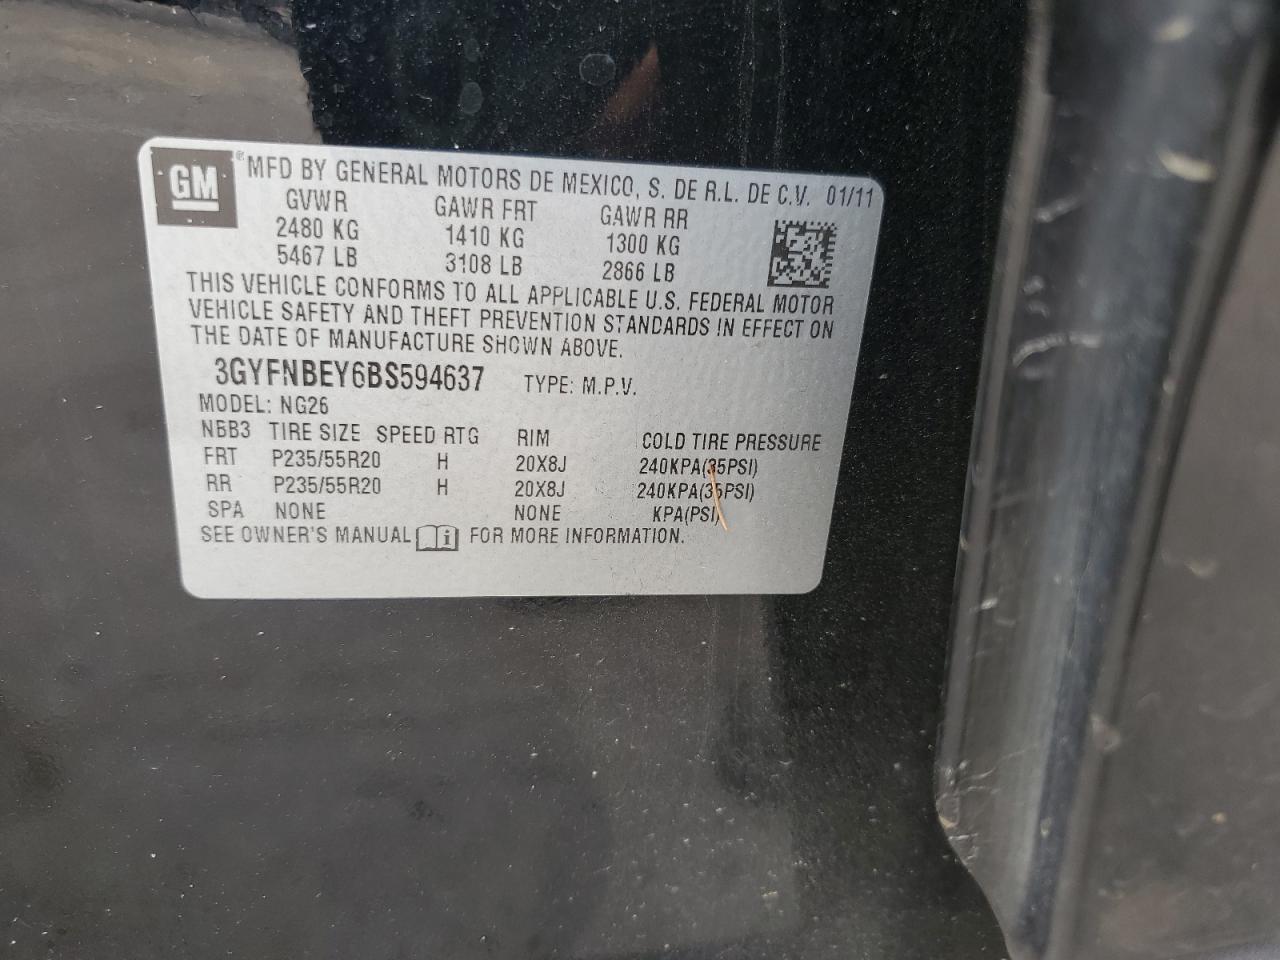 GM ® MFD BY GENERAL MOTORS DE MEXICO, S. DE R.L. DE C.V. 01/11
GVWR GAWR FRT GAWR RR
2480 KG 1410 KG 1300 KG
5467 LB 3108 LB 2866 LB
THIS VEHICLE CONFORMS TO ALL APPLICABLE U.S. FEDERAL MOTOR
VEHICLE SAFETY AND THEFT PREVENTION STANDARDS IN EFFECT ON
THE DATE OF MANUFACTURE SHOWN ABOVE.
3GYFNBEY6BS594637 TYPE: M.P.V.
MODEL: NG26
NBB3 TIRE SIZE SPEED RTG RIM COLD TIRE PRESSURE
FRT P235/55R20 H 20X8J 240KPA(35PSI)
RR P235/55R20 H 20X8J 240KPA(35PSI)
SPA NONE NONE KPA(PSI)
SEE OWNER'S MANUAL i FOR MORE INFORMATION.